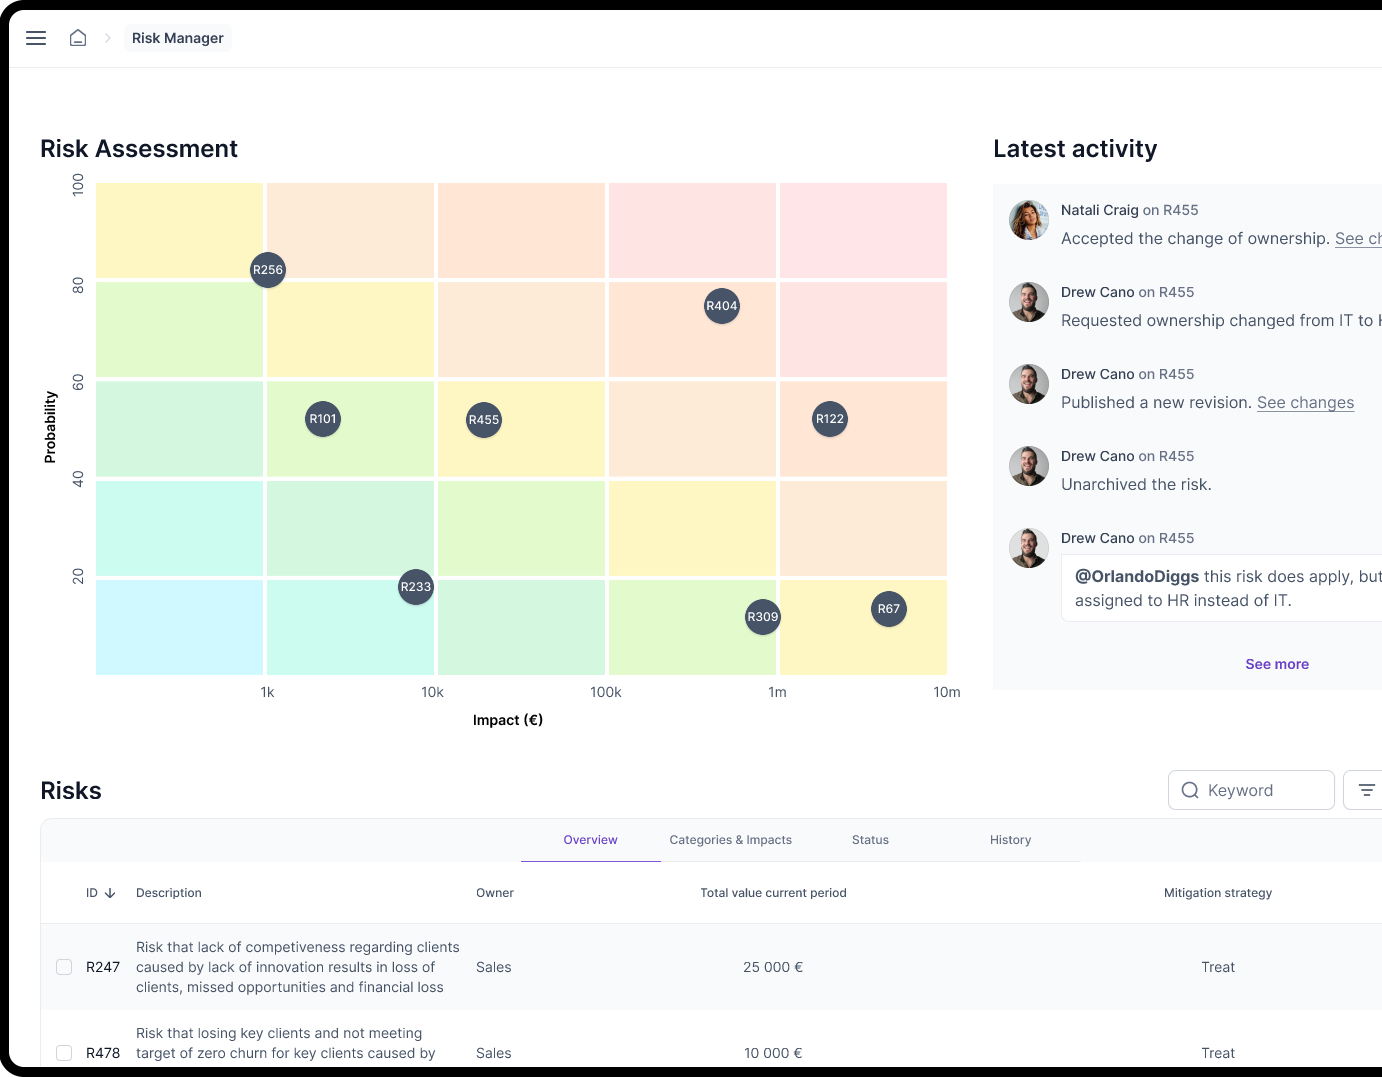 Risk Manager
Risk Assessment
100
80
60
40
20
Probability
R256
R404
R101
R455
R122
R233
R309
R67
1k
10k
100k
1m
10m
Impact (€)
Latest activity
Natali Craig on R455
Accepted the change of ownership. See ch
Drew Cano on R455
Requested ownership changed from IT to H
Drew Cano on R455
Published a new revision. See changes
Drew Cano on R455
Unarchived the risk.
Drew Cano on R455
@OrlandoDiggs this risk does apply, but
assigned to HR instead of IT.
See more
Risks
Keyword
Overview
Categories & Impacts
Status
History
ID
Description
Owner
Total value current period
Mitigation strategy
R247
Risk that lack of competiveness regarding clients
caused by lack of innovation results in loss of
clients, missed opportunities and financial loss
Sales
25 000 €
Treat
R478
Risk that losing key clients and not meeting
target of zero churn for key clients caused by
Sales
10 000 €
Treat